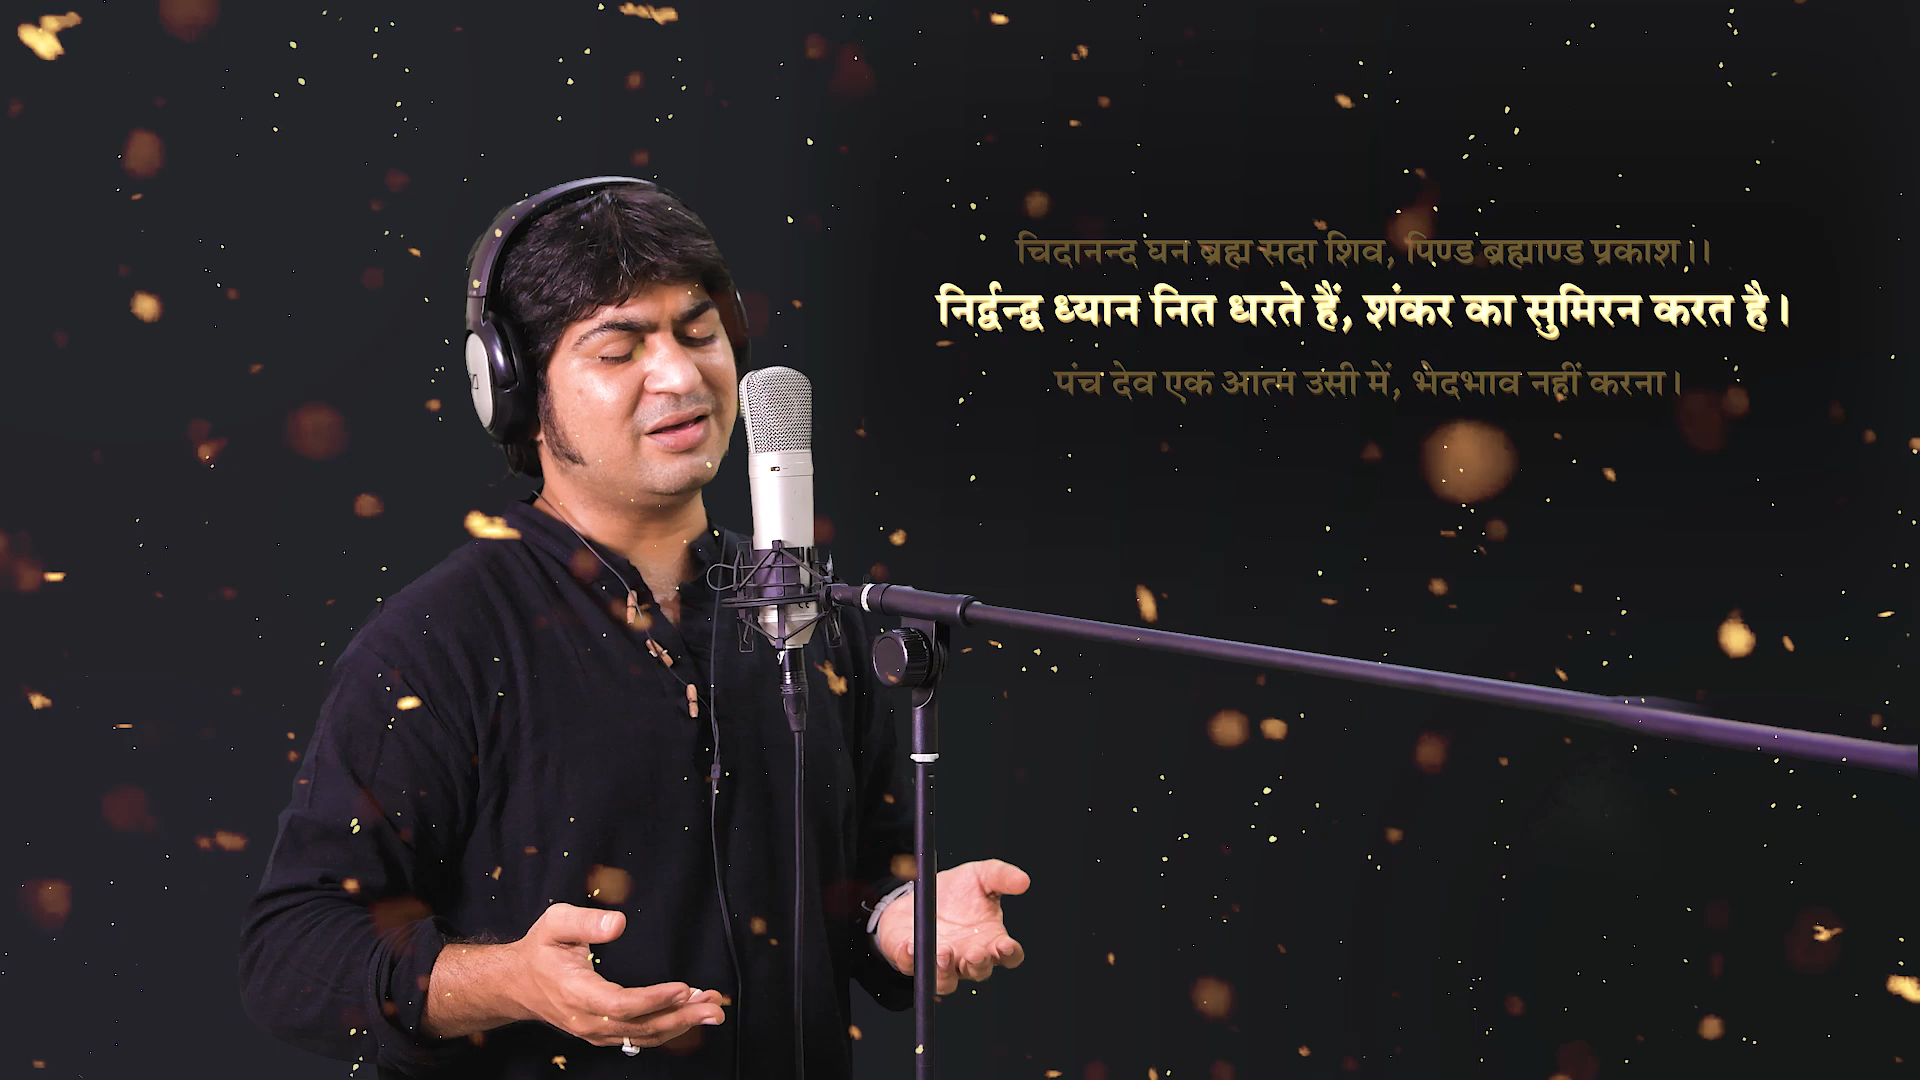 चिदानन्द घन ब्रह्म सदा शिव, पिण्ड ब्रह्माण्ड प्रकाश।।
निर्द्वन्द्व ध्यान नित धरते हैं, शंकर का सुमिरन करत है।
पंच देव एक आत्म उसी में, भेदभाव नहीं करना।